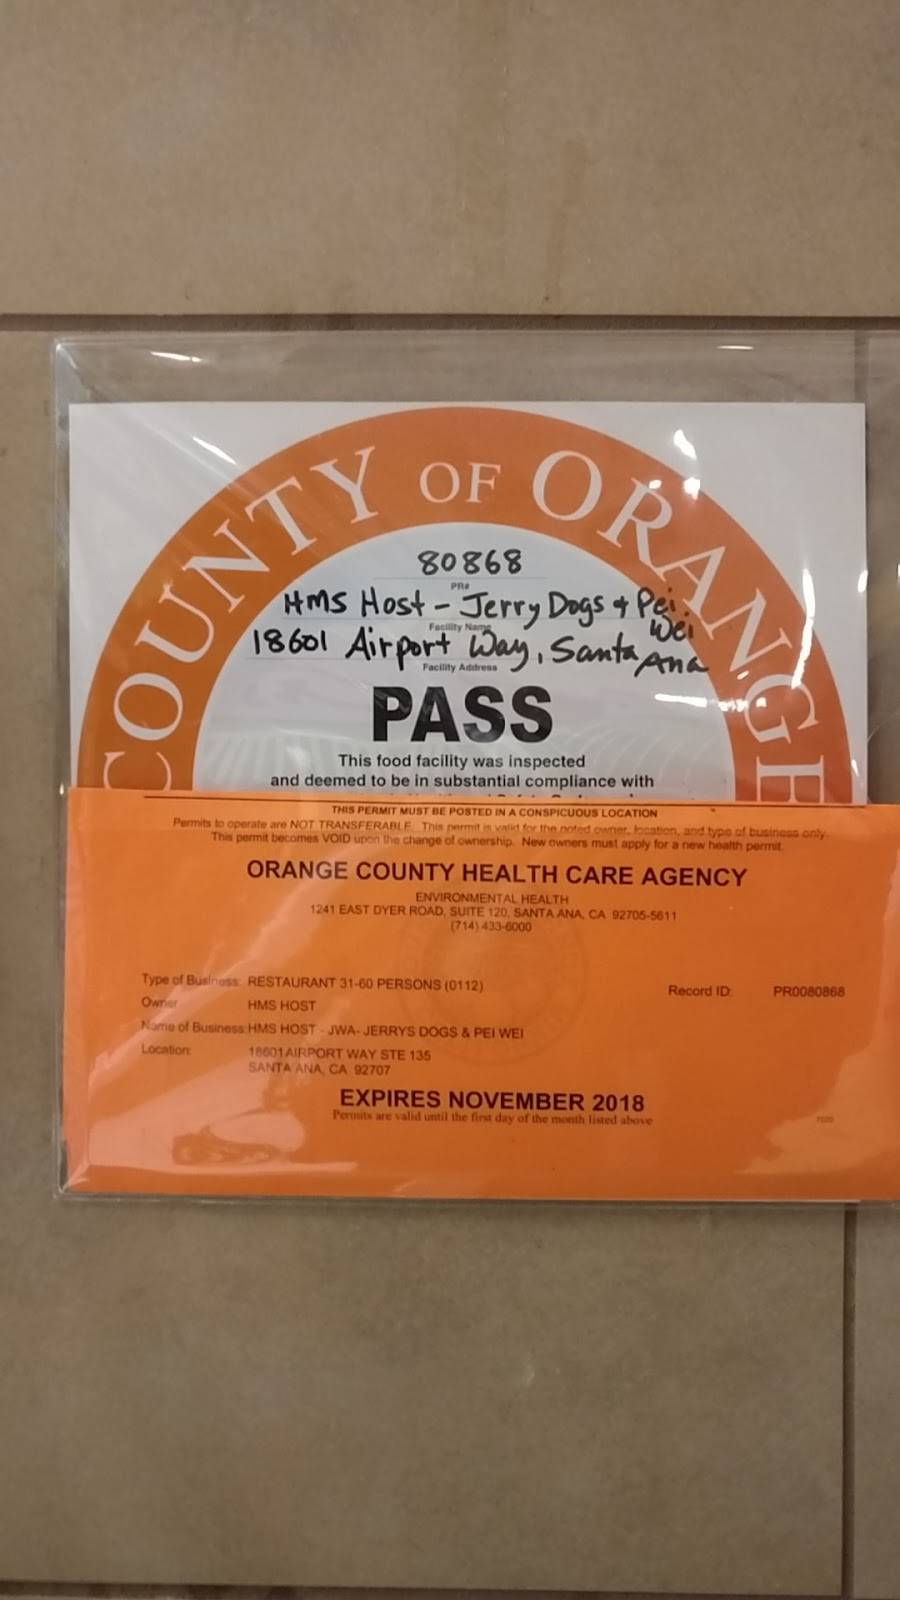 COUNTY OF ORANGE
80868
PR#
HMS Host - Jerry Dogs & Pei Wei
Facility Name
18601 Airport Way, Santa Ana
Facility Address
PASS
This food facility was inspected
and deemed to be in substantial compliance with
THIS PERMIT MUST BE POSTED IN A CONSPICUOUS LOCATION
Permits to operate are NOT TRANSFERABLE. This permit is valid for the noted owner, location, and type of business only.
This permit becomes VOID upon the change of ownership. New owners must apply for a new health permit.
ORANGE COUNTY HEALTH CARE AGENCY
ENVIRONMENTAL HEALTH
1241 EAST DYER ROAD, SUITE 120, SANTA ANA, CA 92705-5611
(714) 433-6000
Type of Business: RESTAURANT 31-60 PERSONS (0112)
Record ID: PR0080868
Owner HMS HOST
Name of Business: HMS HOST - JWA- JERRYS DOGS & PEI WEI
Location: 18601 AIRPORT WAY STE 135
SANTA ANA, CA 92707
EXPIRES NOVEMBER 2018
Permits are valid until the first day of the month listed above